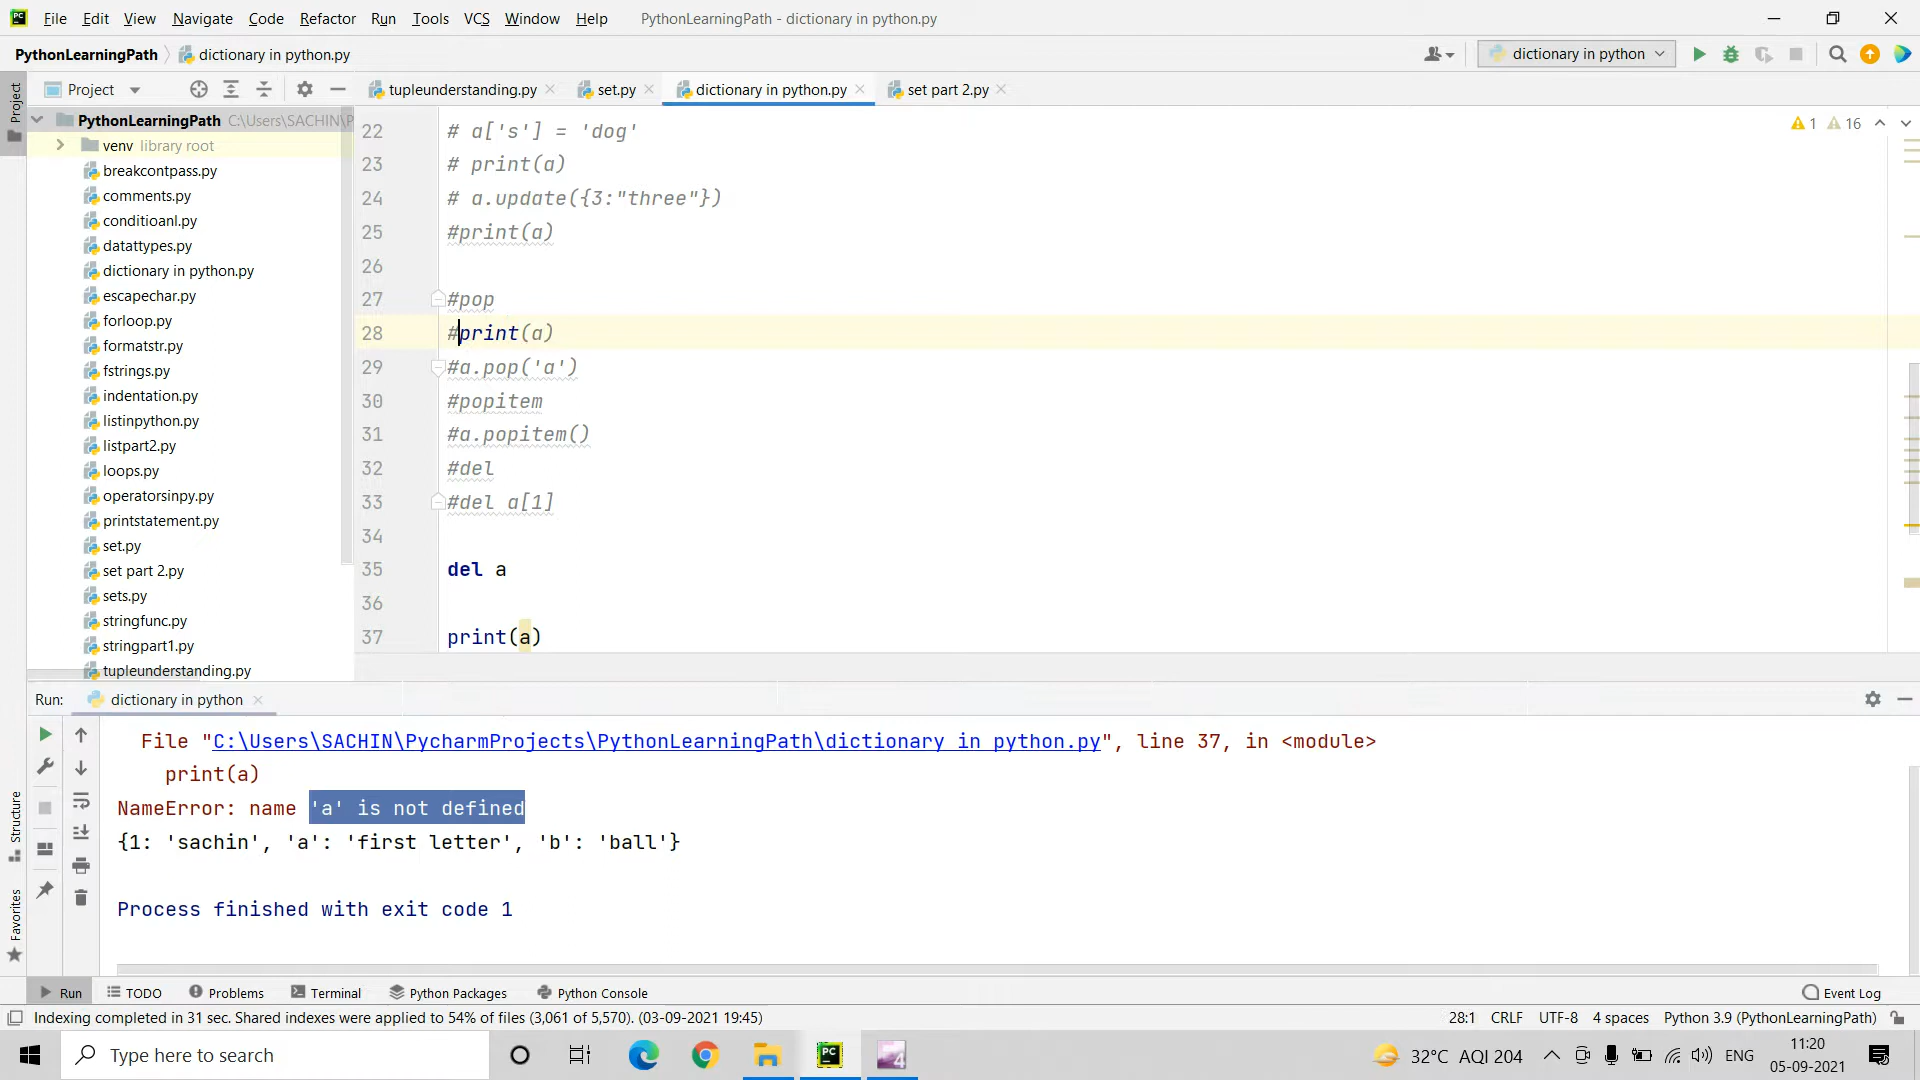 File Edit View Navigate Code Refactor Run Tools VCS Window Help PythonLearningPath - dictionary in python.py
PythonLearningPath dictionary in python.py dictionary in python
Project tupleunderstanding.py set.py dictionary in python.py set part 2.py
Project
PythonLearningPath C:\Users\SACHIN\P
venv library root
breakcontpass.py
comments.py
conditioanl.py
datattypes.py
dictionary in python.py
escapechar.py
forloop.py
formatstr.py
fstrings.py
indentation.py
listinpython.py
listpart2.py
loops.py
operatorsinpy.py
printstatement.py
set.py
set part 2.py
sets.py
stringfunc.py
stringpart1.py
tupleunderstanding.py
1 16
22 # a['s'] = 'dog'
23 # print(a)
24 # a.update({3:"three"})
25 #print(a)
26
27 #pop
28 #print(a)
29 #a.pop('a')
30 #popitem
31 #a.popitem()
32 #del
33 #del a[1]
34
35 del a
36
37 print(a)
Run: dictionary in python
File "C:\Users\SACHIN\PycharmProjects\PythonLearningPath\dictionary in python.py", line 37, in <module>
print(a)
NameError: name 'a' is not defined
{1: 'sachin', 'a': 'first letter', 'b': 'ball'}
Process finished with exit code 1
Structure
Favorites
Run TODO Problems Terminal Python Packages Python Console Event Log
Indexing completed in 31 sec. Shared indexes were applied to 54% of files (3,061 of 5,570). (03-09-2021 19:45) 28:1 CRLF UTF-8 4 spaces Python 3.9 (PythonLearningPath)
Type here to search PC 4 32°C AQI 204 ENG 11:20
05-09-2021